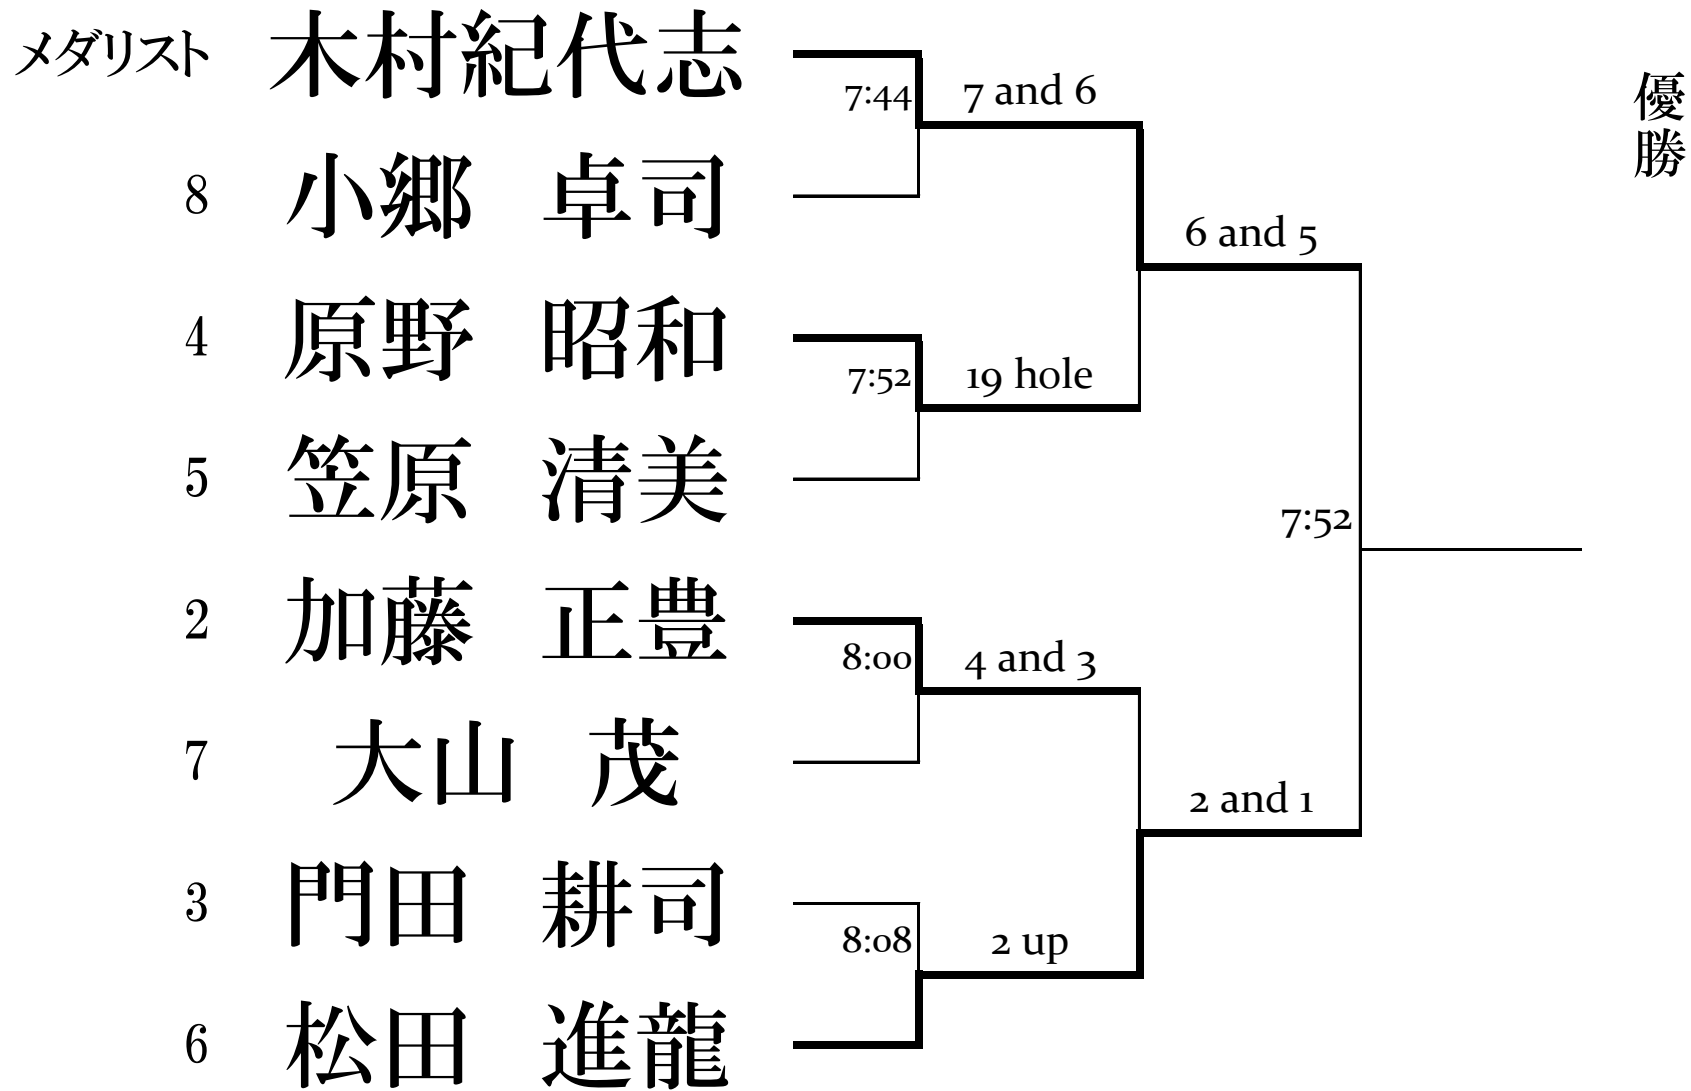 メダリスト 木村紀代志
7:44 7 and 6
優勝
8 小郷 卓司
6 and 5
4 原野 昭和
7:52 19 hole
5 笠原 清美
7:52
2 加藤 正豊
8:00 4 and 3
7 大山 茂
2 and 1
3 門田 耕司
8:08 2 up
6 松田 進龍